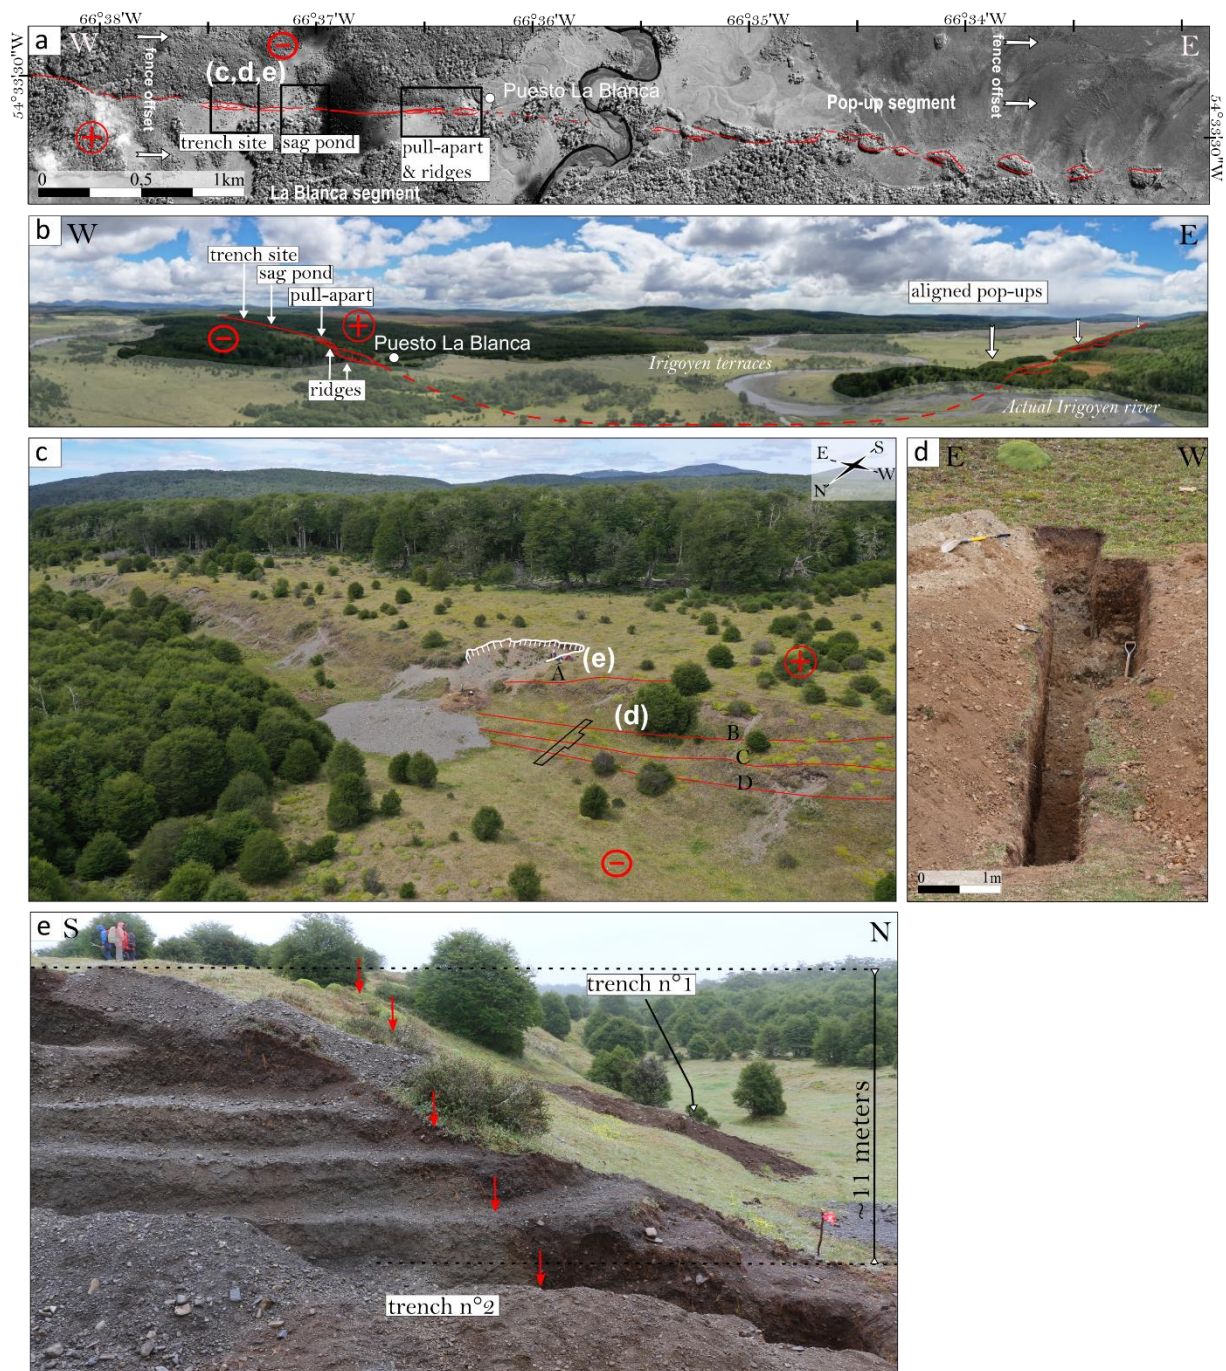 66°38'W 66°37'W 66°36'W 66°35'W 66°34'W
a W E
54°33'30"W
fence offset
(c,d,e)
Puesto La Blanca
Pop-up segment
fence offset
54°33'30"W
trench site
sag pond
pull-apart
& ridges
0 0,5 1km
La Blanca segment
b W E
trench site
sag pond
pull-apart
aligned pop-ups
Puesto La Blanca
Irigoyen terraces
ridges
Actual Irigoyen river
c
E S
N W
(e)
A
(d)
B
C
D
d E W
0 1m
e S N
trench n°1
~ 11 meters
trench n°2